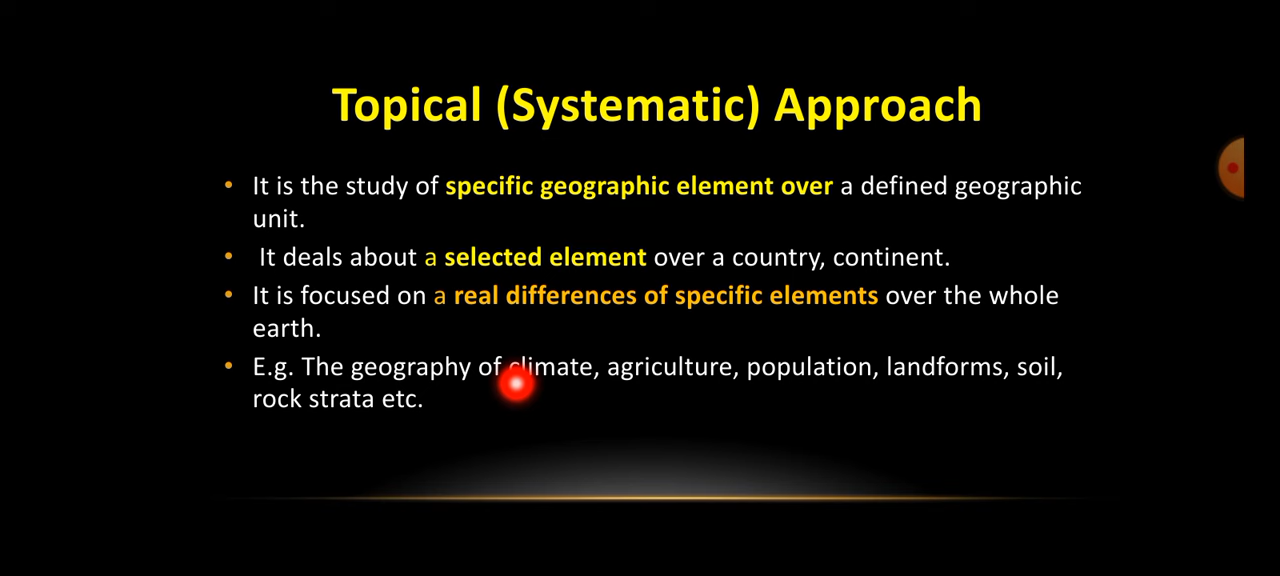 Topical (Systematic) Approach
• It is the study of specific geographic element over a defined geographic
unit.
• It deals about a selected element over a country, continent.
• It is focused on a real differences of specific elements over the whole
earth.
• E.g. The geography of climate, agriculture, population, landforms, soil,
rock strata etc.